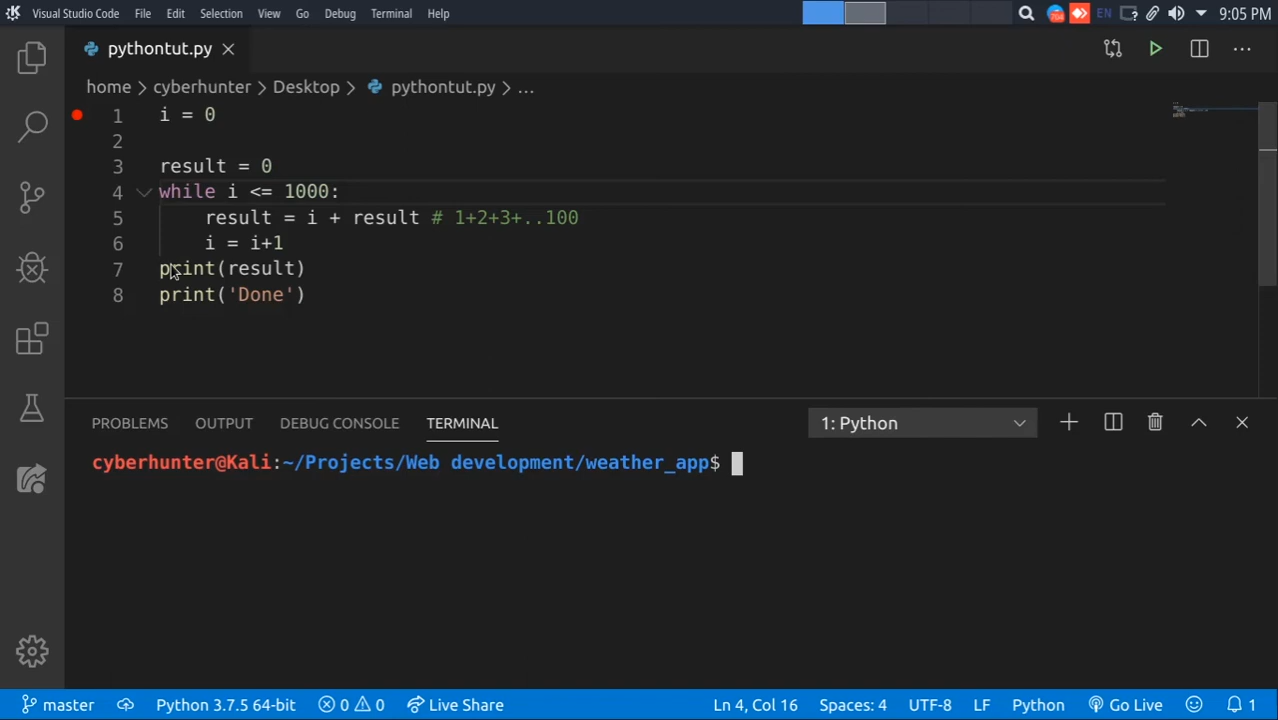 Visual Studio Code File Edit Selection View Go Debug Terminal Help EN 9:05 PM
pythontut.py
home > cyberhunter > Desktop > pythontut.py > ...
1 i = 0
2
3 result = 0
4 while i <= 1000:
5 result = i + result # 1+2+3+..100
6 i = i+1
7 print(result)
8 print('Done')
PROBLEMS OUTPUT DEBUG CONSOLE TERMINAL 1: Python
cyberhunter@Kali:~/Projects/Web development/weather_app$
master Python 3.7.5 64-bit 0 0 Live Share Ln 4, Col 16 Spaces: 4 UTF-8 LF Python Go Live 1